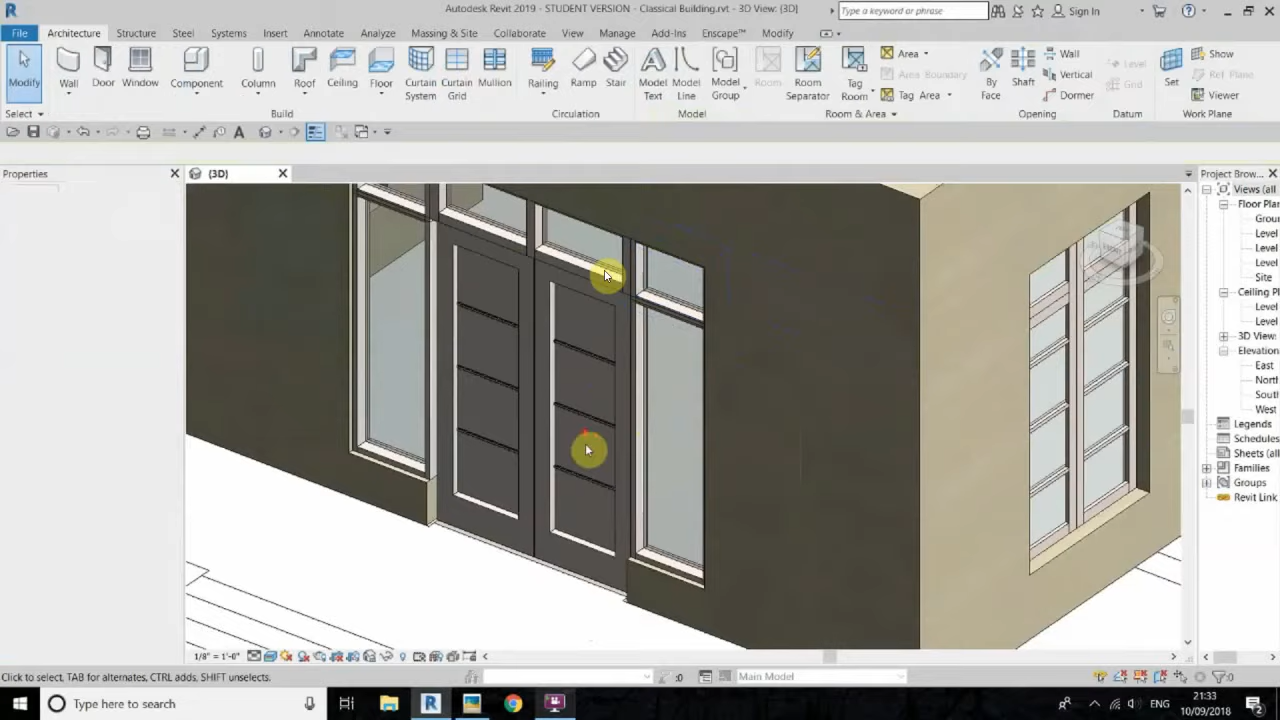 Autodesk Revit 2019 - STUDENT VERSION - Classical Building.rvt - 3D View: {3D}
Type a keyword or phrase
Sign In
File Architecture Structure Steel Systems Insert Annotate Analyze Massing & Site Collaborate View Manage Add-Ins Enscape™ Modify
Modify
Wall
Door
Window
Component
Column
Roof
Ceiling
Floor
Curtain System
Curtain Grid
Mullion
Railing
Ramp
Stair
Model Text
Model Line
Model Group
Room
Room Separator
Tag Room
Area
Area Boundary
Tag Area
By Face
Shaft
Wall
Vertical
Dormer
Level
Grid
Set
Show
Ref Plane
Viewer
Select
Build
Circulation
Model
Room & Area
Opening
Datum
Work Plane
Properties
{3D}
Project Brow...
Views (all
Floor Plan
Grou
Level
Level
Level
Site
Ceiling Pl
Level
Level
3D View:
Elevation
East
North
South
West
Legends
Schedules
Sheets (all
Families
Groups
Revit Link
1/8" = 1'-0"
Click to select, TAB for alternates, CTRL adds, SHIFT unselects.
:0
Main Model
:0
Type here to search
ENG
21:33
10/09/2018
2